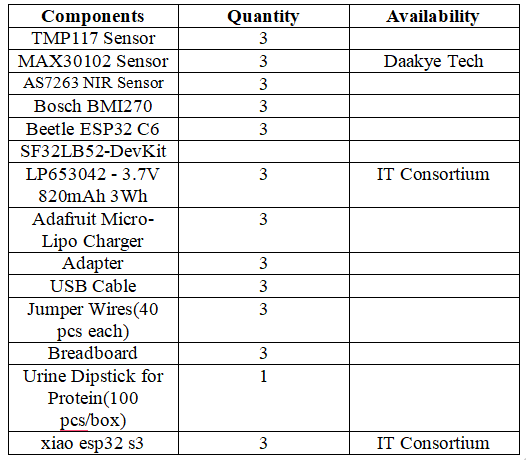 Components Quantity Availability
TMP117 Sensor 3
MAX30102 Sensor 3 Daakye Tech
AS7263 NIR Sensor 3
Bosch BMI270 3
Beetle ESP32 C6 3
SF32LB52-DevKit
LP653042 - 3.7V 3 IT Consortium
820mAh 3Wh
Adafruit Micro- 3
Lipo Charger
Adapter 3
USB Cable 3
Jumper Wires(40 3
pcs each)
Breadboard 3
Urine Dipstick for 1
Protein(100
pcs/box)
xiao esp32 s3 3 IT Consortium